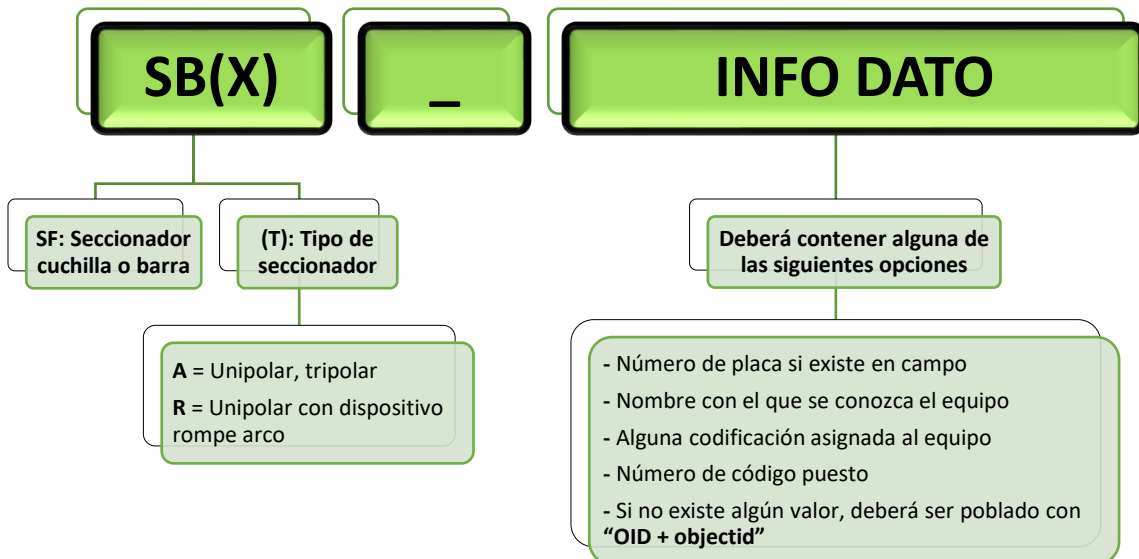 SB(X)
_
INFO DATO
SF: Seccionador
cuchilla o barra
(T): Tipo de
seccionador
Deberá contener alguna de
las siguientes opciones
A = Unipolar, tripolar
R = Unipolar con dispositivo
rompe arco
- Número de placa si existe en campo
- Nombre con el que se conozca el equipo
- Alguna codificación asignada al equipo
- Número de código puesto
- Si no existe algún valor, deberá ser poblado con
“OID + objectid”